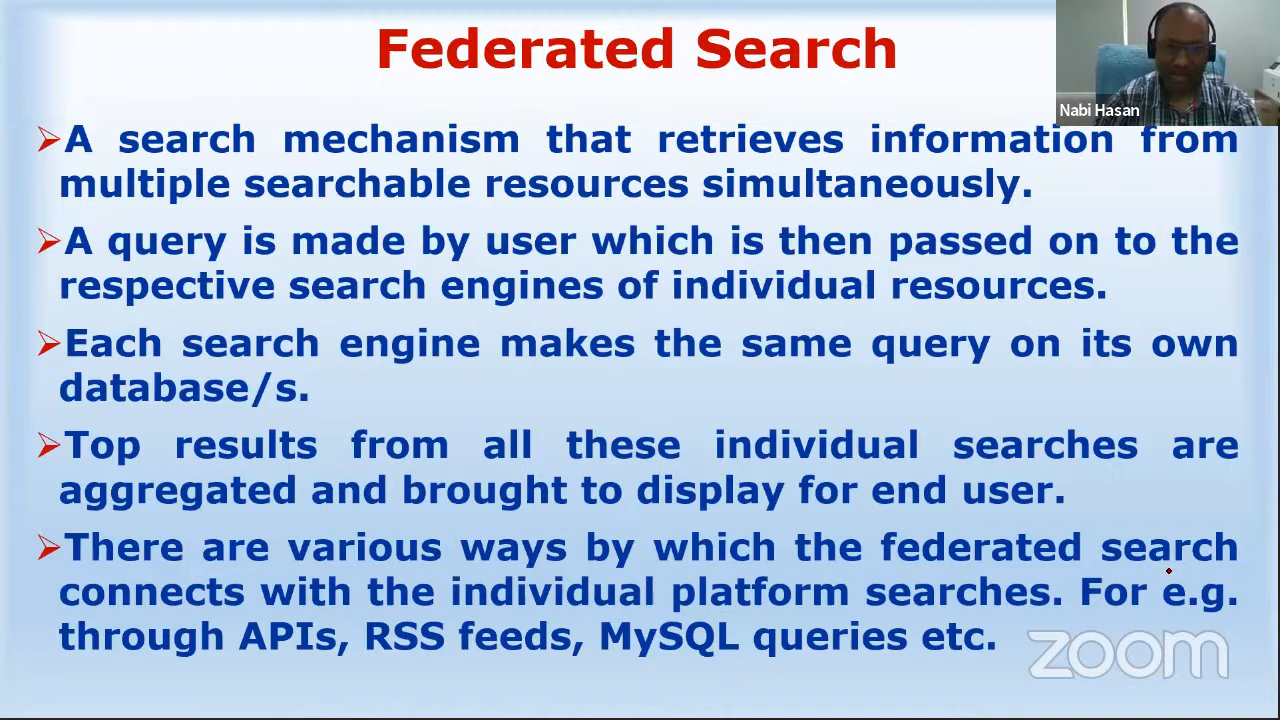 Federated Search
Nabi Hasan
➢A search mechanism that retrieves information from
multiple searchable resources simultaneously.
➢A query is made by user which is then passed on to the
respective search engines of individual resources.
➢Each search engine makes the same query on its own
database/s.
➢Top results from all these individual searches are
aggregated and brought to display for end user.
➢There are various ways by which the federated search
connects with the individual platform searches. For e.g.
through APIs, RSS feeds, MySQL queries etc.
zoom